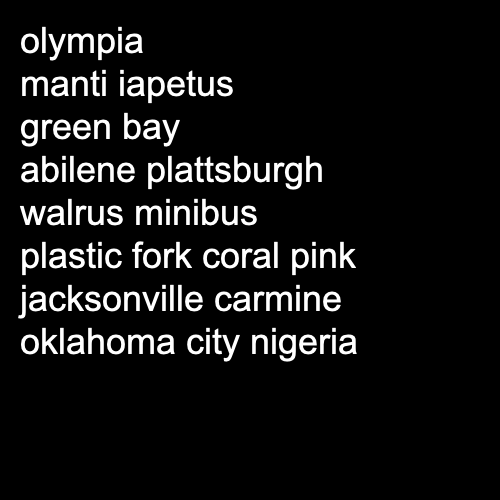 olympia
manti iapetus
green bay
abilene plattsburgh
walrus minibus
plastic fork coral pink
jacksonville carmine
oklahoma city nigeria